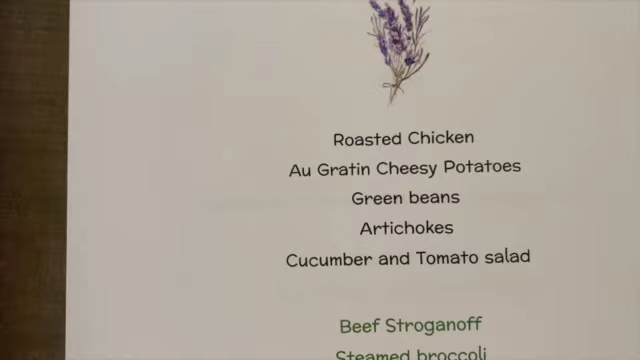 Roasted Chicken
Au Gratin Cheesy Potatoes
Green beans
Artichokes
Cucumber and Tomato salad
Beef Stroganoff
Steamed broccoli